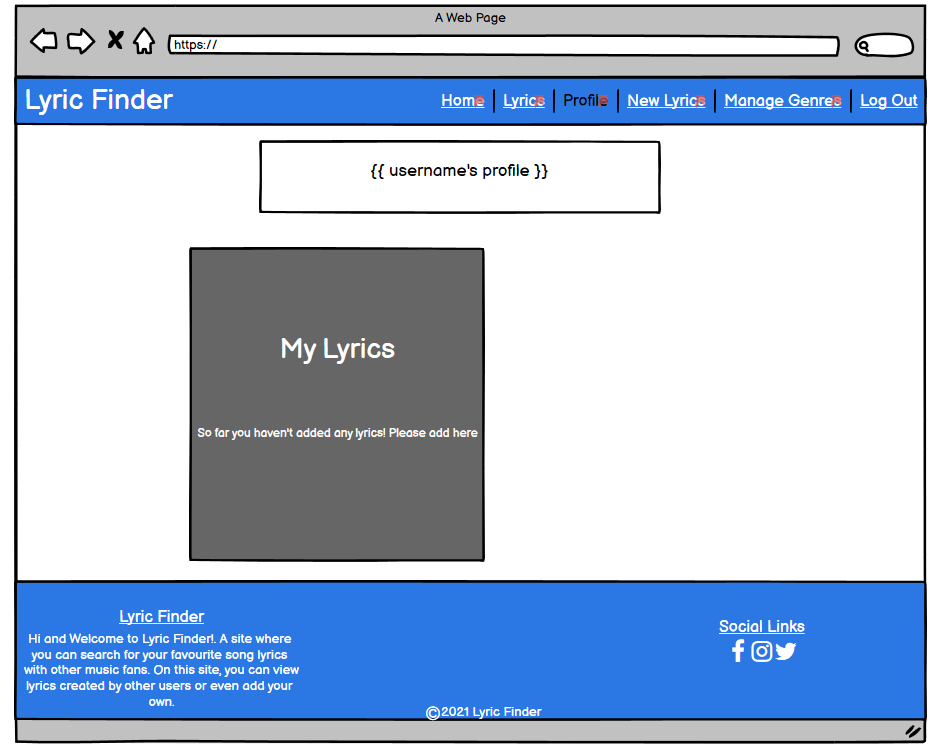 A Web Page
https://
Lyric Finder
Home Lyrics Profile New Lyrics Manage Genres Log Out
{{ username's profile }}
My Lyrics
So far you haven't added any lyrics! Please add here
Lyric Finder
Hi and Welcome to Lyric Finder!. A site where
you can search for your favourite song lyrics
with other music fans. On this site, you can view
lyrics created by other users or even add your
own.
Social Links
©2021 Lyric Finder